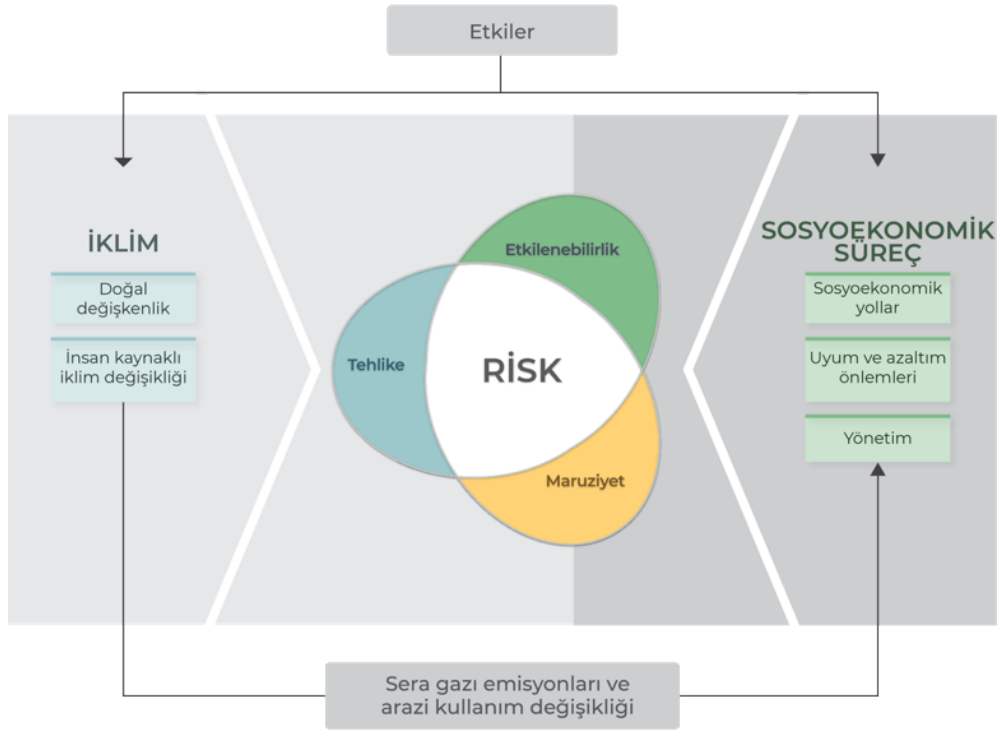 Etkiler
İKLİM
Doğal
değişkenlik
İnsan kaynaklı
iklim değişikliği
Etkilenebilirlik
Tehlike
RİSK
Maruziyet
SOSYOEKONOMİK
SÜREÇ
Sosyoekonomik
yollar
Uyum ve azaltım
önlemleri
Yönetim
Sera gazı emisyonları ve
arazi kullanım değişikliği